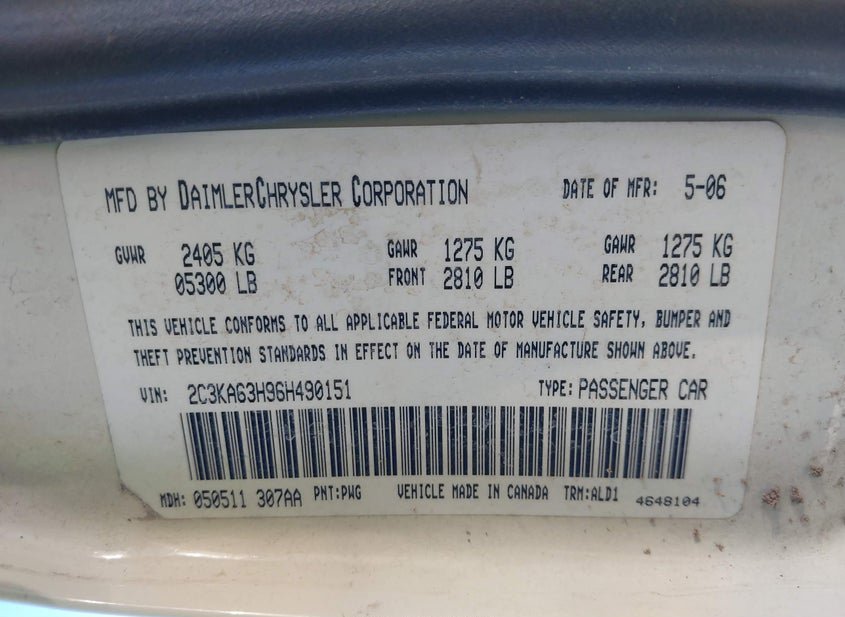 MFD BY DAIMLERCHRYSLER CORPORATION DATE OF MFR: 5-06
GVWR 2405 KG GAWR 1275 KG GAWR 1275 KG
05300 LB FRONT 2810 LB REAR 2810 LB
THIS VEHICLE CONFORMS TO ALL APPLICABLE FEDERAL MOTOR VEHICLE SAFETY, BUMPER AND
THEFT PREVENTION STANDARDS IN EFFECT ON THE DATE OF MANUFACTURE SHOWN ABOVE.
VIN: 2C3KA63H96H490151 TYPE: PASSENGER CAR
MDH: 050511 307AA PNT:PWG VEHICLE MADE IN CANADA TRM:ALD1 4648104